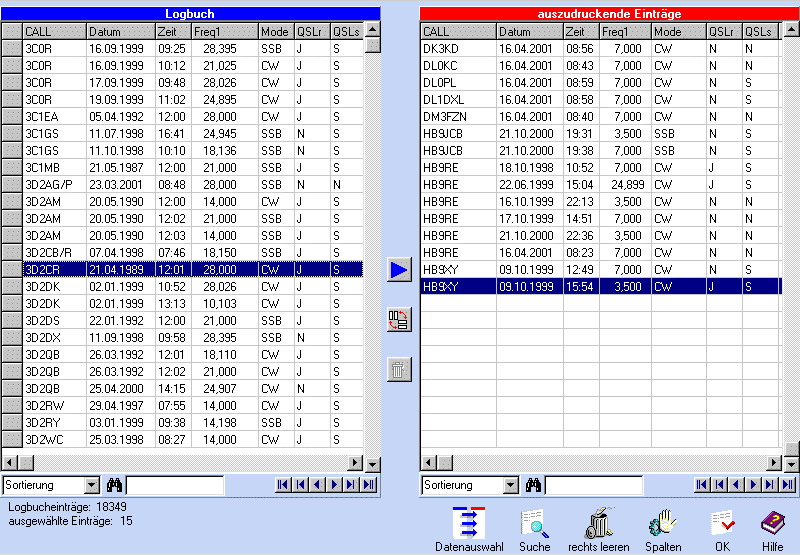 Logbuch
CALL Datum Zeit Freq1 Mode QSLr QSLs
3C0R 16.09.1999 09:25 28,395 SSB J S
3C0R 16.09.1999 10:12 21,025 CW J S
3C0R 17.09.1999 09:48 28,026 CW J S
3C0R 19.09.1999 11:02 24,895 CW J S
3C1EA 05.04.1992 12:00 28,000 CW J S
3C1GS 11.07.1998 16:41 24,945 SSB N S
3C1GS 11.10.1998 10:10 18,136 SSB N S
3C1MB 21.05.1987 12:00 21,000 CW J S
3D2AG/P 23.03.2001 08:48 28,000 SSB N N
3D2AM 20.05.1990 12:00 14,000 CW J S
3D2AM 20.05.1990 12:02 21,000 SSB J S
3D2AM 20.05.1990 12:03 14,000 SSB J S
3D2CB/R 07.04.1998 07:46 18,150 SSB J S
3D2CR 21.04.1989 12:01 28,000 CW J S
3D2DK 02.01.1999 10:52 28,026 CW J S
3D2DK 02.01.1999 13:13 10,103 CW J S
3D2DS 22.01.1992 12:00 21,000 SSB J S
3D2DX 11.09.1998 09:58 28,395 SSB N S
3D2QB 26.03.1992 12:01 18,110 CW J S
3D2QB 26.03.1992 12:02 21,000 CW J S
3D2QB 25.04.2000 14:15 24,907 CW N S
3D2RW 29.04.1997 07:55 14,000 CW J S
3D2RY 03.01.1999 09:38 14,198 SSB J S
3D2WC 25.03.1998 08:27 14,000 CW J S
Sortierung
Logbucheinträge: 18349
ausgewählte Einträge: 15
auszudruckende Einträge
CALL Datum Zeit Freq1 Mode QSLr QSLs
DK3KD 16.04.2001 08:56 7,000 CW N N
DL0KC 16.04.2001 08:43 7,000 CW N N
DL0PL 16.04.2001 08:59 7,000 CW N S
DL1DXL 16.04.2001 08:41 7,000 CW N S
DM3FZN 16.04.2001 08:40 7,000 CW N N
HB9JCB 21.10.2000 19:31 3,500 SSB N S
HB9JCB 21.10.2000 19:38 7,000 SSB N S
HB9RE 18.10.1998 10:52 7,000 CW J S
HB9RE 22.06.1999 15:04 24,899 CW J S
HB9RE 16.10.1999 22:13 3,500 CW N N
HB9RE 17.10.1999 14:51 7,000 CW N N
HB9RE 21.10.2000 22:36 3,500 CW N N
HB9RE 16.04.2001 08:23 7,000 CW N N
HB9XY 09.10.1999 12:49 7,000 CW N S
HB9XY 09.10.1999 15:54 3,500 CW J S
Sortierung
Datenauswahl Suche rechts leeren Spalten OK Hilfe